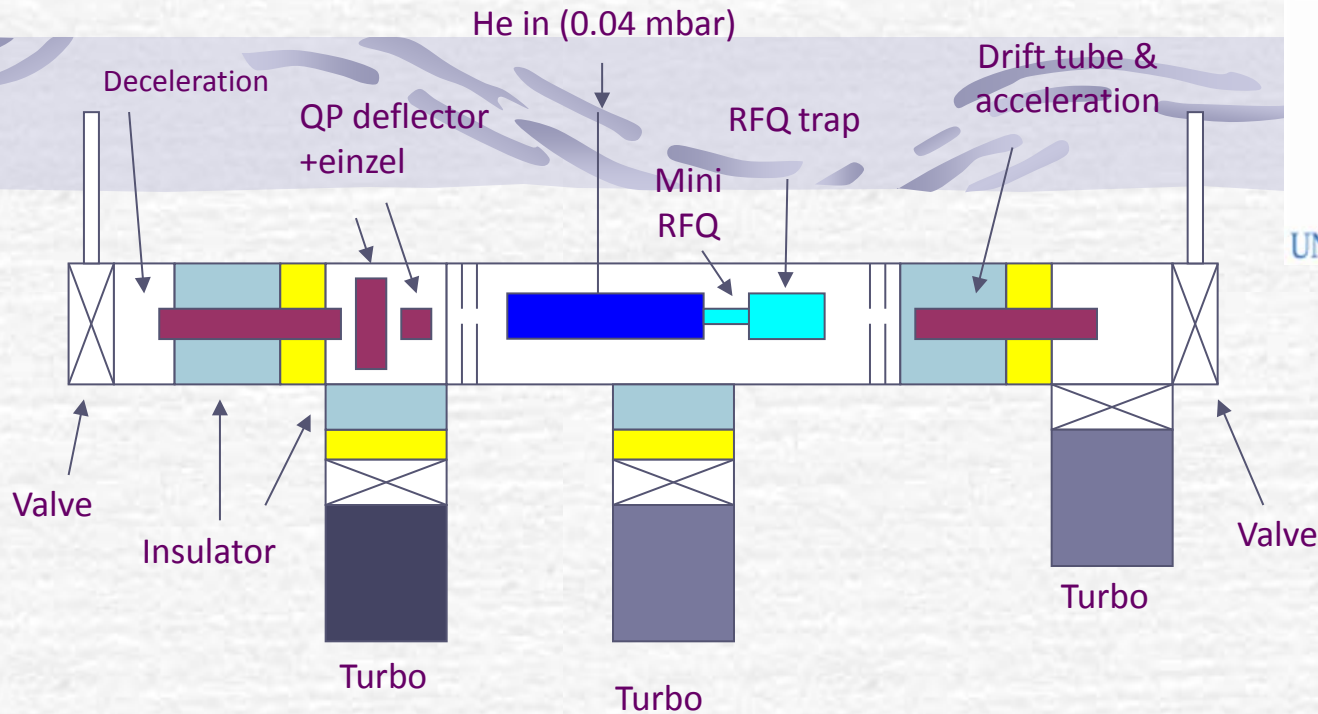 He in (0.04 mbar)
Deceleration
QP deflector
+einzel
Mini
RFQ
RFQ trap
Drift tube &
acceleration
UN
Valve
Insulator
Turbo
Turbo
Turbo
Valve